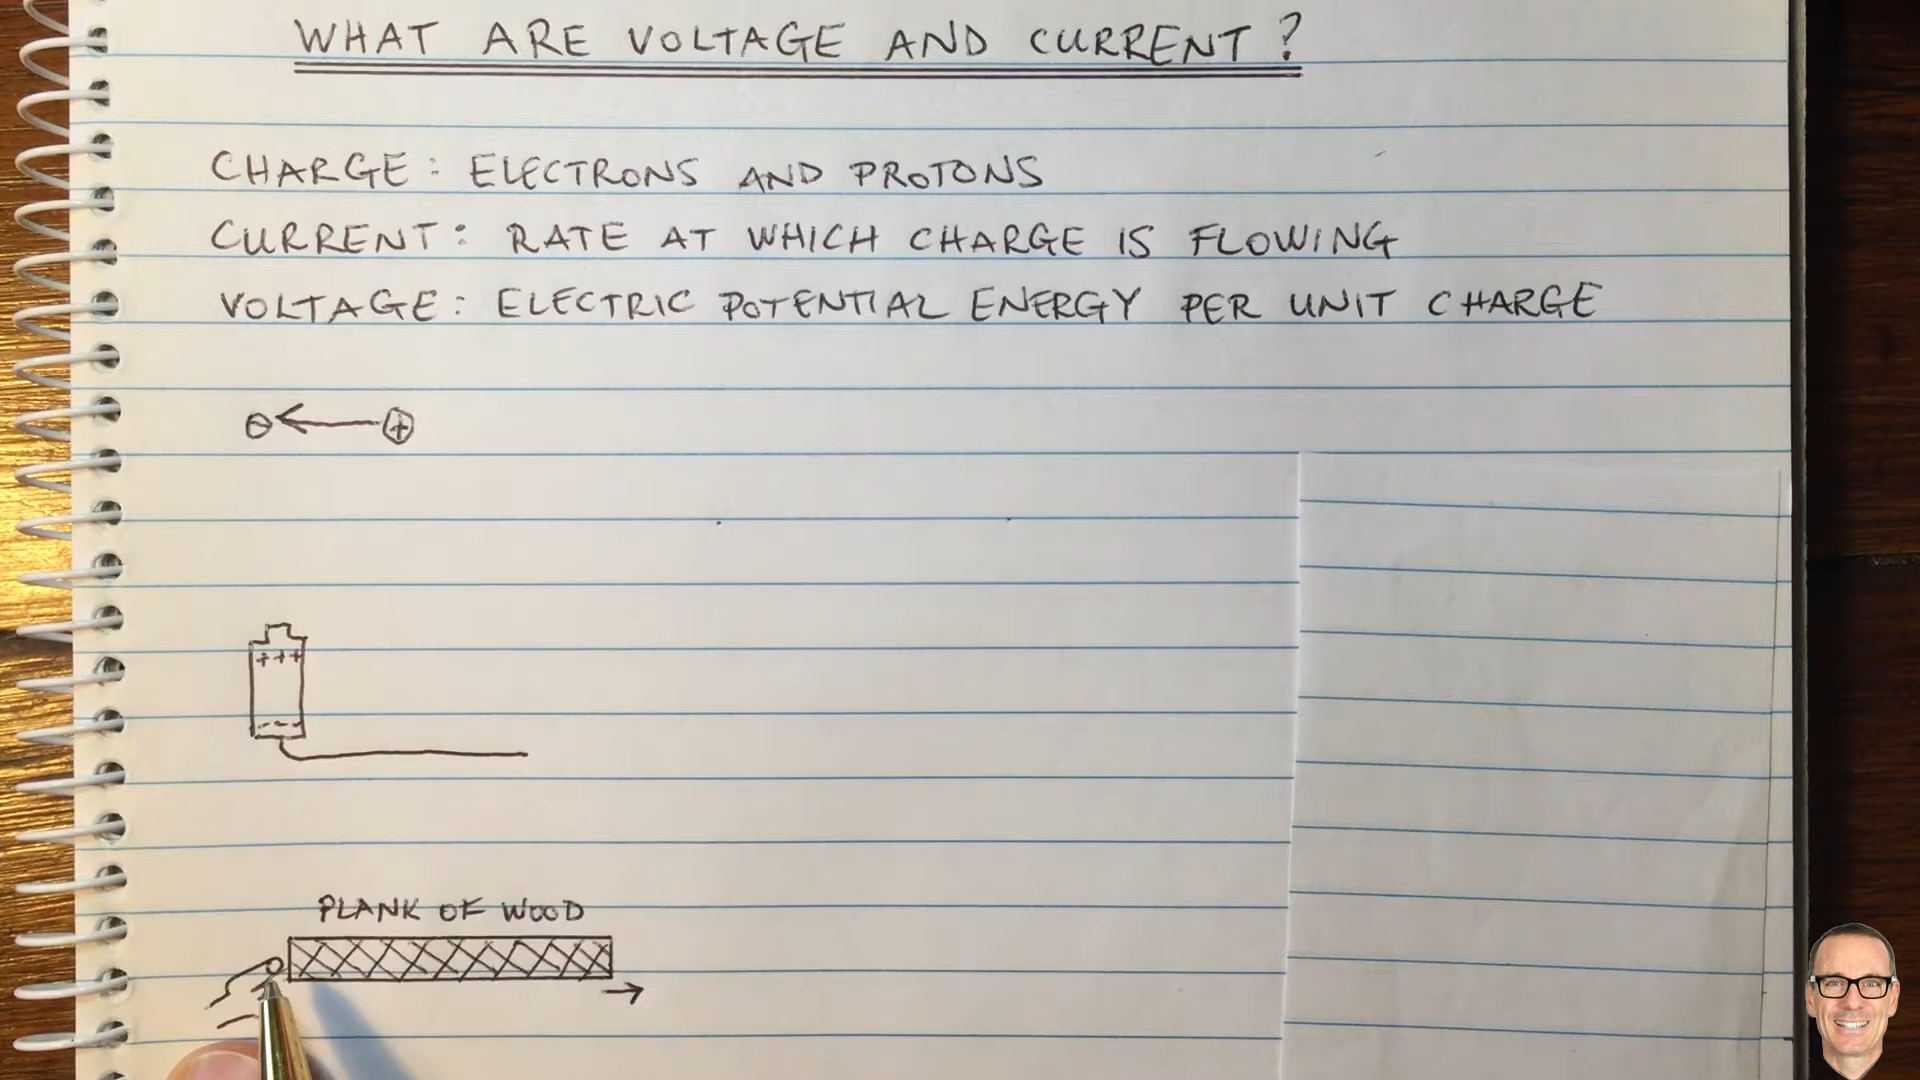 WHAT ARE VOLTAGE AND CURRENT?
CHARGE: ELECTRONS AND PROTONS
CURRENT: RATE AT WHICH CHARGE IS FLOWING
VOLTAGE: ELECTRIC POTENTIAL ENERGY PER UNIT CHARGE
- +
+++
---
PLANK OF WOOD